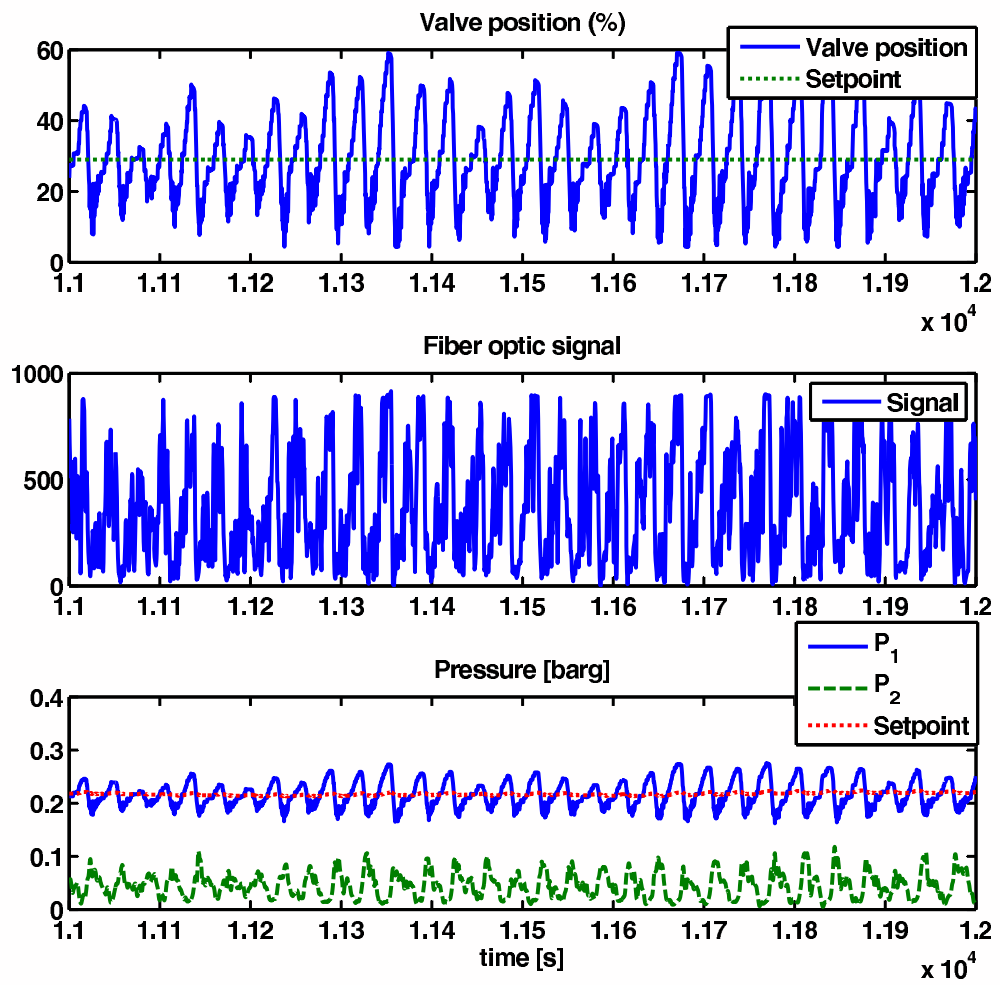 Valve position (%)
Valve position
Setpoint
60
40
20
0
1.1 1.11 1.12 1.13 1.14 1.15 1.16 1.17 1.18 1.19 1.2
x 10^4
Fiber optic signal
Signal
1000
500
0
1.1 1.11 1.12 1.13 1.14 1.15 1.16 1.17 1.18 1.19 1.2
Pressure [barg]
P_1
P_2
Setpoint
0.4
0.3
0.2
0.1
0
1.1 1.11 1.12 1.13 1.14 1.15 1.16 1.17 1.18 1.19 1.2
time [s]
x 10^4